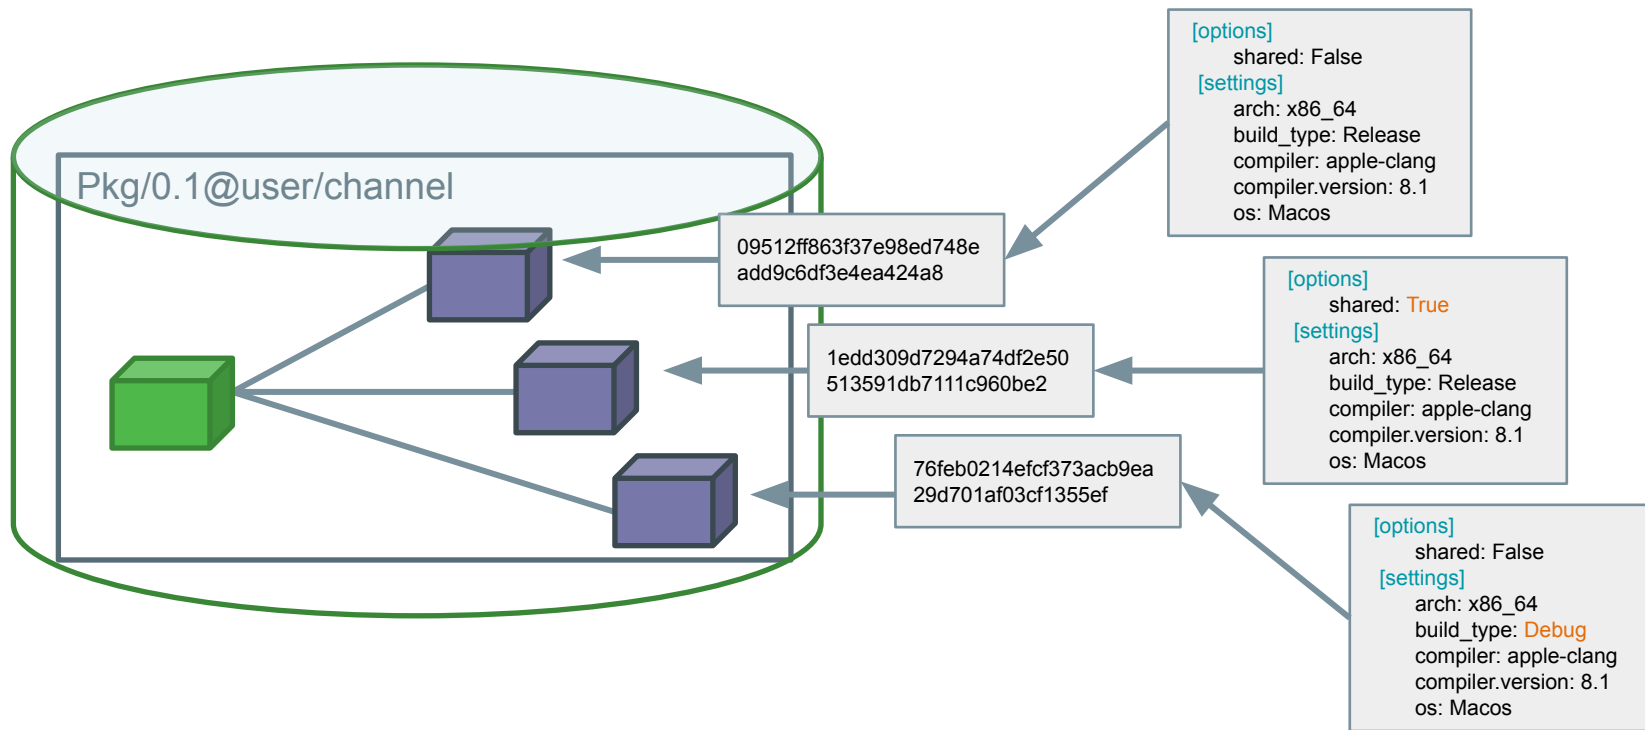 Pkg/0.1@user/channel
09512ff863f37e98ed748e
add9c6df3e4ea424a8
[options]
shared: False
[settings]
arch: x86_64
build_type: Release
compiler: apple-clang
compiler.version: 8.1
os: Macos
1edd309d7294a74df2e50
513591db7111c960be2
[options]
shared: True
[settings]
arch: x86_64
build_type: Release
compiler: apple-clang
compiler.version: 8.1
os: Macos
76feb0214efcf373acb9ea
29d701af03cf1355ef
[options]
shared: False
[settings]
arch: x86_64
build_type: Debug
compiler: apple-clang
compiler.version: 8.1
os: Macos